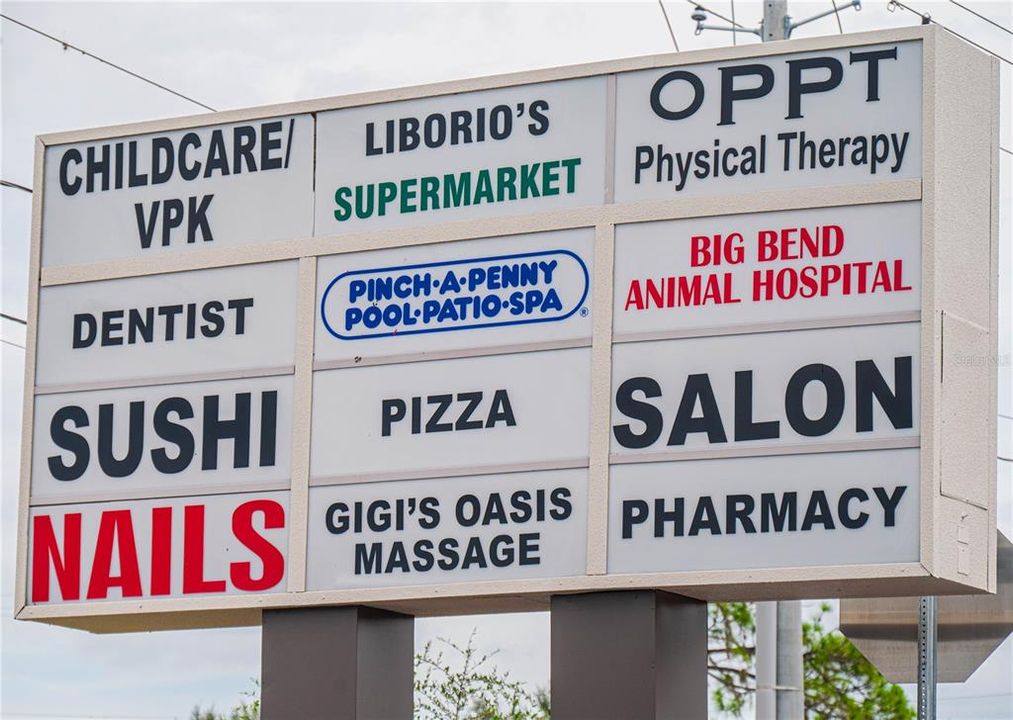 CHILDCARE/
VPK
LIBORIO'S
SUPERMARKET
OPPT
Physical Therapy
DENTIST
PINCH•A•PENNY
POOL•PATIO•SPA®
BIG BEND
ANIMAL HOSPITAL
SUSHI
PIZZA
SALON
NAILS
GIGI'S OASIS
MASSAGE
PHARMACY